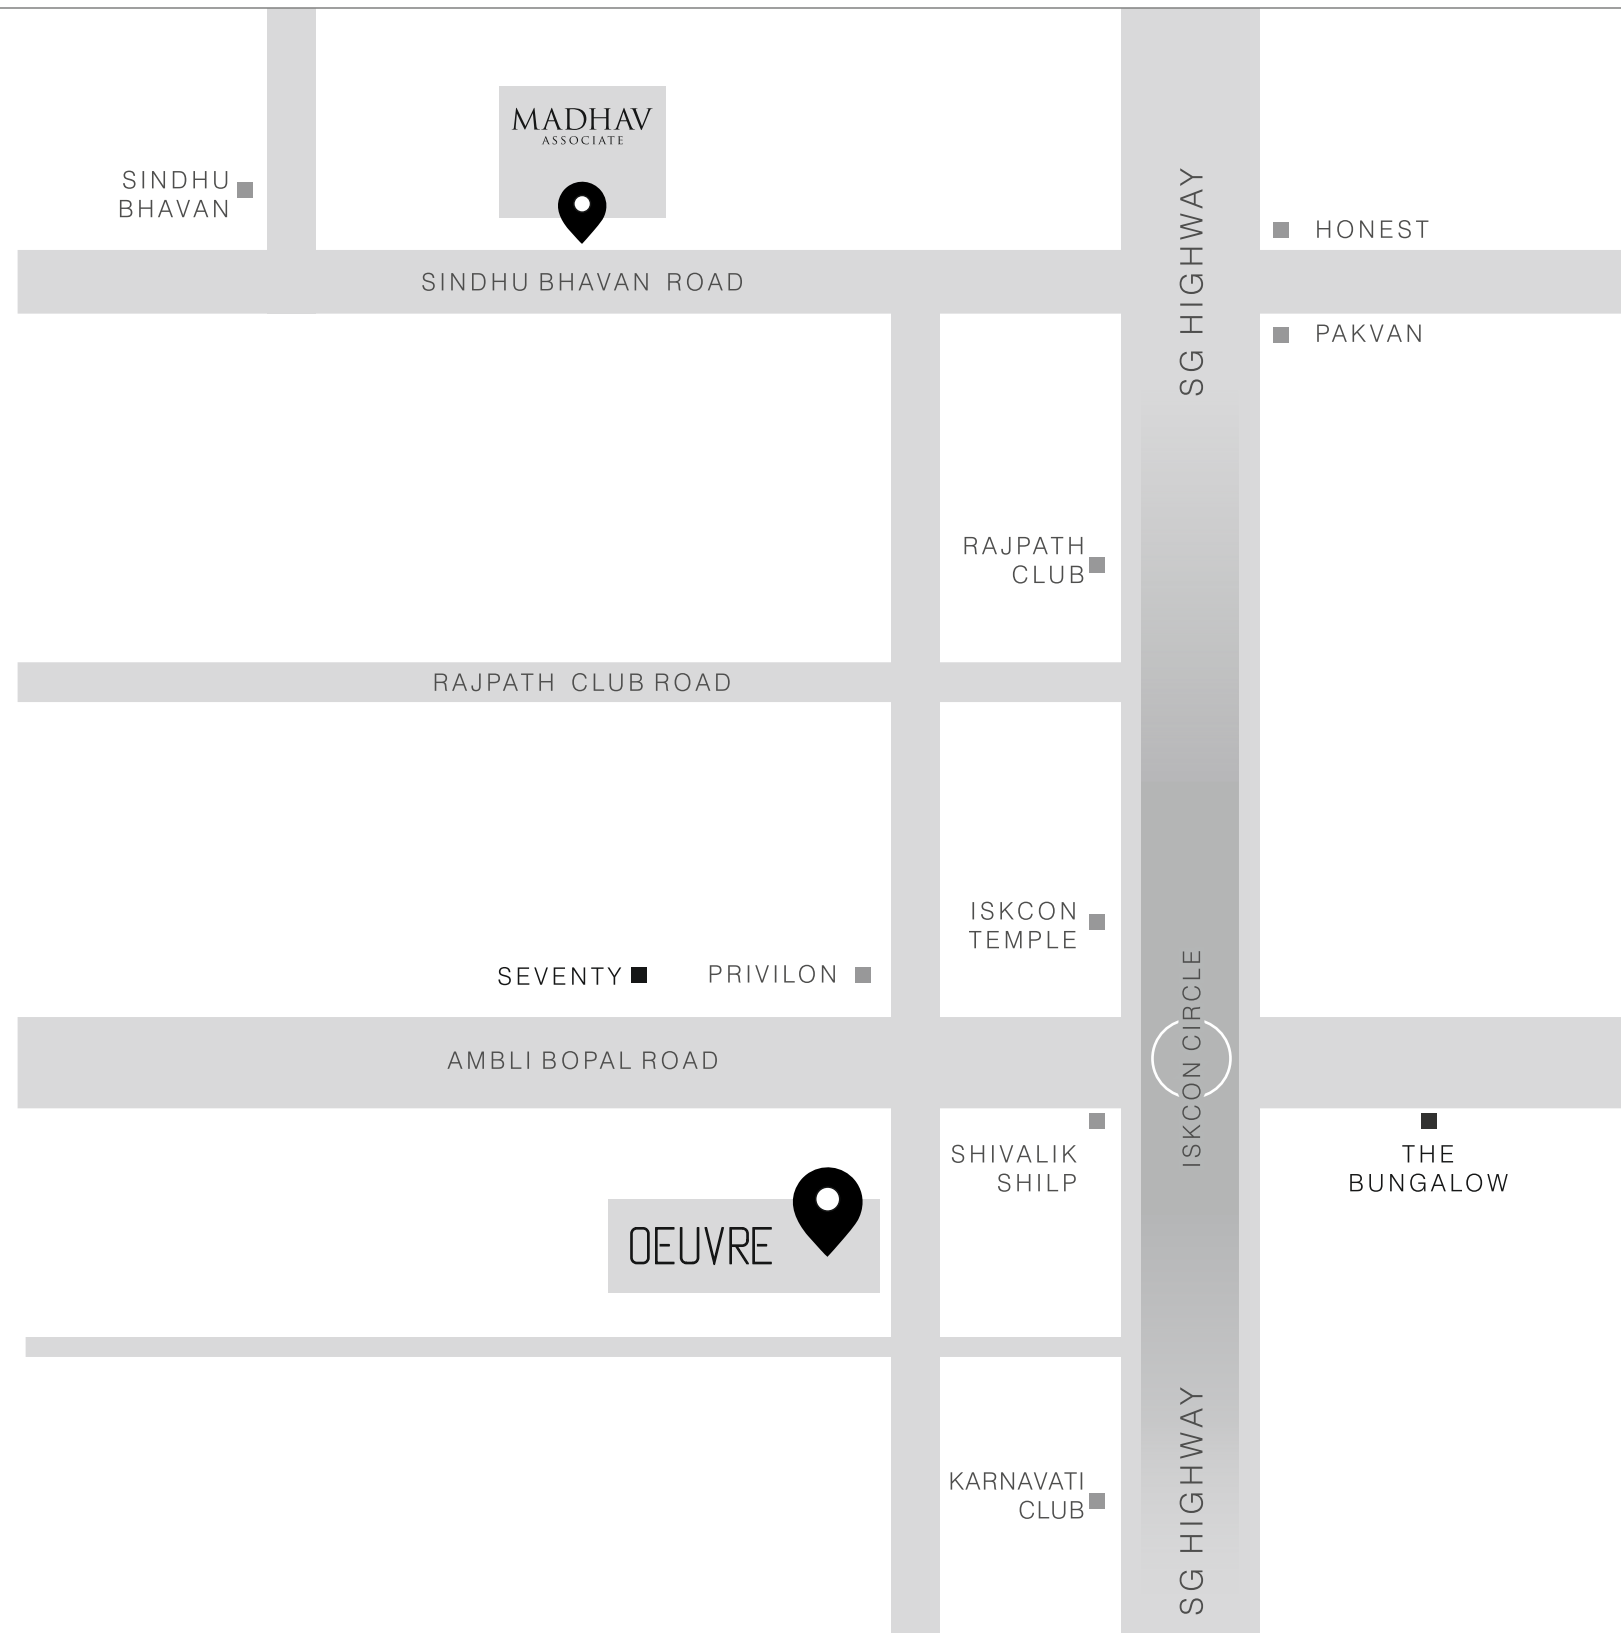 MADHAV
ASSOCIATE
SINDHU
BHAVAN
SG HIGHWAY
HONEST
SINDHU BHAVAN ROAD
PAKVAN
RAJPATH
CLUB
RAJPATH CLUB ROAD
ISKCON
TEMPLE
SEVENTY
PRIVILON
ISKCON CIRCLE
AMBLI BOPAL ROAD
SHIVALIK
SHILP
THE
BUNGALOW
OEUVRE
SG HIGHWAY
KARNAVATI
CLUB